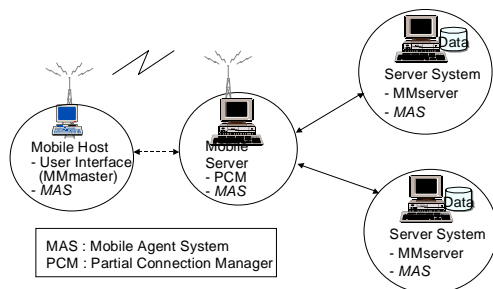 Data
Server System
- MMserver
- MAS
Mobile Host
- User Interface
(MMmaster)
- MAS
Mobile
Server
- PCM
- MAS
Data
Server System
- MMserver
- MAS
MAS : Mobile Agent System
PCM : Partial Connection Manager